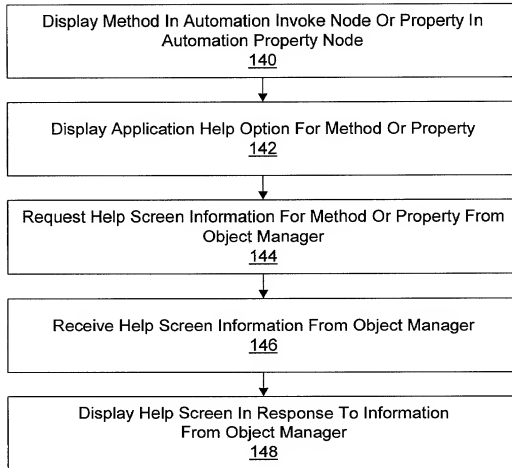 Display Method In Automation Invoke Node Or Property In
Automation Property Node
140
Display Application Help Option For Method Or Property
142
Request Help Screen Information For Method Or Property From
Object Manager
144
Receive Help Screen Information From Object Manager
146
Display Help Screen In Response To Information
From Object Manager
148